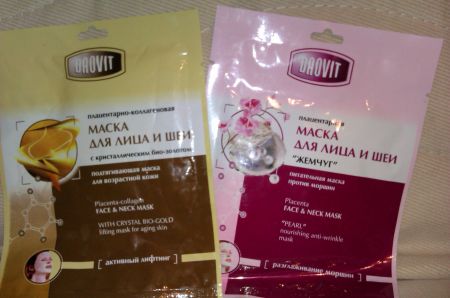 DROVIT
плацентарно-коллагеновая
МАСКА
ДЛЯ ЛИЦА И ШЕИ
с кристаллическим био-золотом
подтягивающая маска
для возрастной кожи
Placenta-collagen
FACE & NECK MASK
WITH CRYSTAL BIO-GOLD
lifting mask for aging skin
[активный лифтинг]
DROVIT
плацентарная
МАСКА
ДЛЯ ЛИЦА И ШЕИ
"ЖЕМЧУГ"
питательная маска
против морщин
Placenta
FACE & NECK MASK
"PEARL"
nourishing anti-wrinkle
mask
[разглаживание морщин]